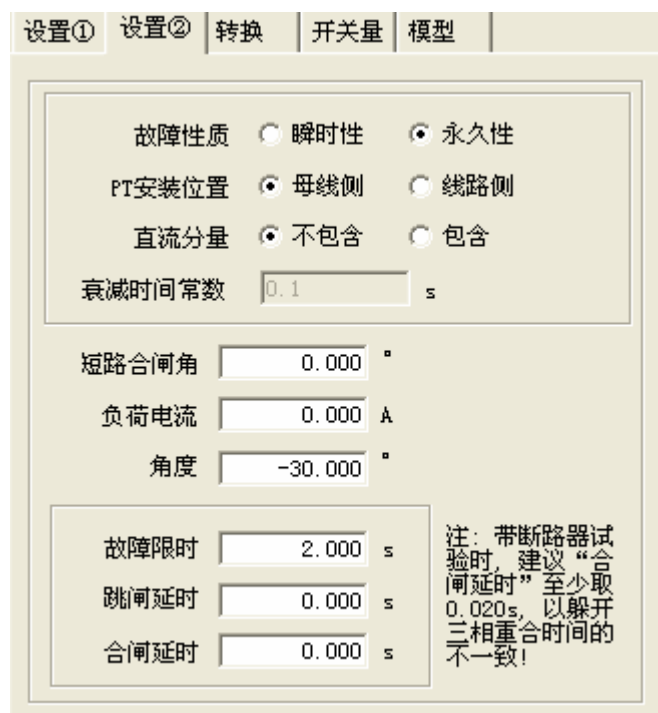 设置① 设置② 转换 开关量 模型
故障性质 瞬时性 永久性
PT安装位置 母线侧 线路侧
直流分量 不包含 包含
衰减时间常数 0.1 s
短路合闸角 0.000 °
负荷电流 0.000 A
角度 -30.000 °
故障限时 2.000 s
跳闸延时 0.000 s
合闸延时 0.000 s
注：带断路器试
验时，建议“合
闸延时”至少取
0.020s，以躲开
三相重合时间的
不一致！